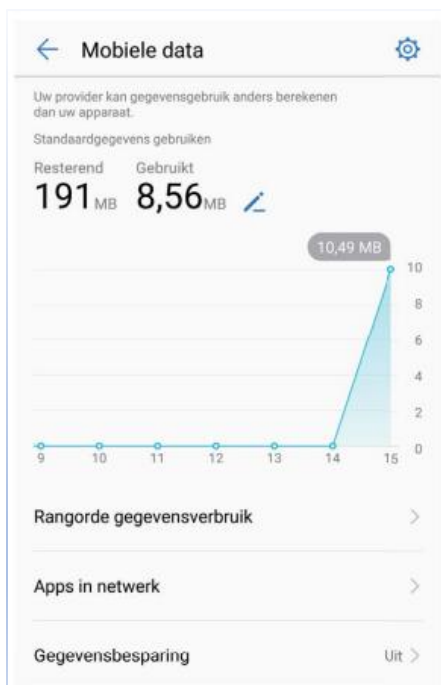 Mobiele data
Uw provider kan gegevensgebruik anders berekenen
dan uw apparaat.
Standaardgegevens gebruiken
Resterend Gebruikt
191 MB 8,56 MB
10,49 MB
10
8
6
4
2
0
9 10 11 12 13 14 15
Rangorde gegevensverbruik
Apps in netwerk
Gegevensbesparing Uit